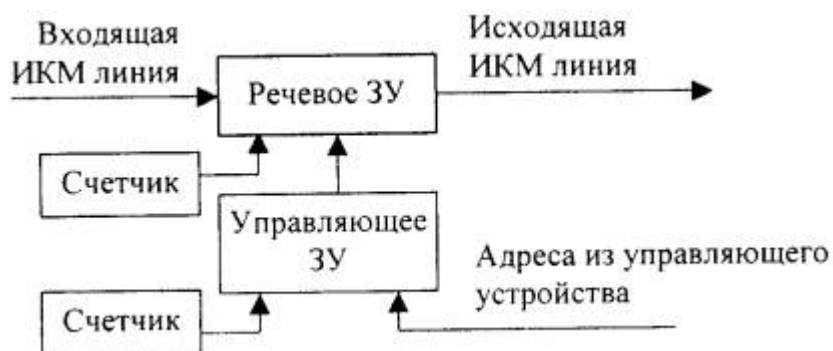 Входящая
ИКМ линия
Исходящая
ИКМ линия
Речевое ЗУ
Счетчик
Управляющее
ЗУ
Адреса из управляющего
устройства
Счетчик